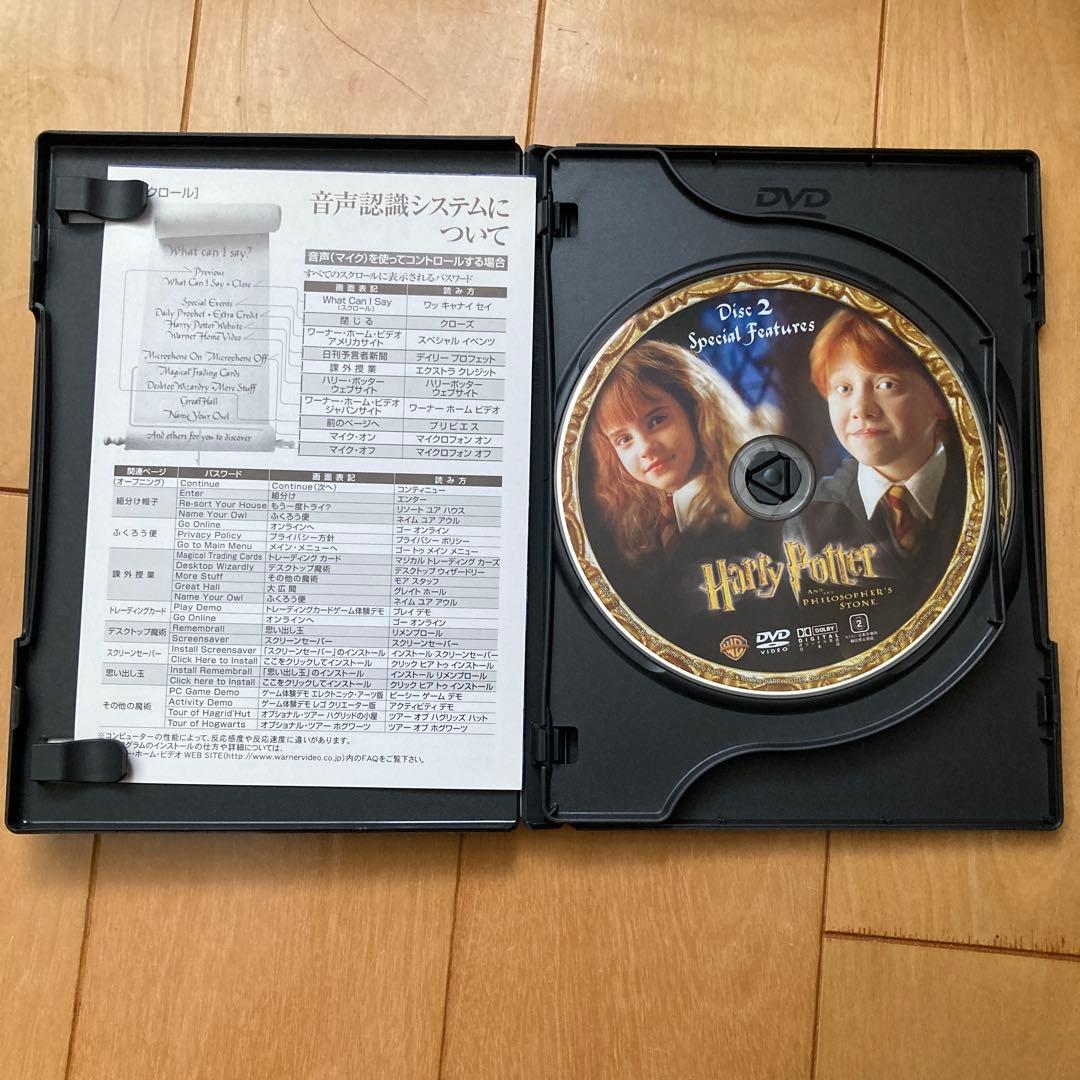 クロール]
音声認識システムに
ついて
What can I say?
Previous
What Can I Say • Close
Special Events
Daily Prophet • Extra Credit
Harry Potter Website
Warner Home Video
Microphone On Microphone Off
Magical Trading Cards
Desktop Wizardry • More Stuff
Great Hall
Name Your Owl
And others for you to discover
音声(マイク)を使ってコントロールする場合
すべてのスクロールに表示されるパスワード
画面表記 読み方
What Can I Say (スクロール) ワッ キャナイ セイ
閉じる クローズ
ワーナー・ホーム・ビデオ アメリカサイト スペシャル イベンツ
日刊予言者新聞 デイリー プロフェット
課外授業 エクストラ クレジット
ハリー・ポッター ウェブサイト ハリーポッター ウェブサイト
ワーナー・ホーム・ビデオ ジャパンサイト ワーナー ホーム ビデオ
前のページへ プリビエス
マイク・オン マイクロフォン オン
マイク・オフ マイクロフォン オフ
関連ページ パスワード 画面表記 読み方
(オープニング) Continue Continue(次へ) コンティニュー
組分け帽子 Enter 組分け エンター
Re-sort Your House もう一度トライ? リソート ユア ハウス
Name Your Owl ふくろう便 ネイム ユア アウル
ふくろう便 Go Online オンラインへ ゴー オンライン
Privacy Policy プライバシー方針 プライバシー ポリシー
Go to Main Menu メイン・メニューへ ゴー トゥ メイン メニュー
課外授業 Magical Trading Cards トレーディング カード マジカル トレーディング カーズ
Desktop Wizardly デスクトップ魔術 デスクトップ ウィザードリー
More Stuff その他の魔術 モア スタッフ
Great Hall 大広間 グレイト ホール
Name Your Owl ふくろう便 ネイム ユア アウル
トレーディングカード Play Demo トレーディングカードゲーム体験デモ プレイ デモ
Go Online オンラインへ ゴー オンライン
デスクトップ魔術 Remembrall 思い出し玉 リメンブロール
Screensaver スクリーンセーバー スクリーンセーバー
スクリーンセーバー Install Screensaver 「スクリーンセーバー」のインストール インストール スクリーンセーバー
Click Here to Install ここをクリックしてインストール クリック ヒア トゥ インストール
思い出し玉 Install Remembrall 「思い出し玉」のインストール インストール リメンブロール
Click here to Install ここをクリックしてインストール クリック ヒア トゥ インストール
その他の魔術 PC Game Demo ゲーム体験デモ エレクトロニック・アーツ版 ピーシー ゲーム デモ
Activity Demo ゲーム体験デモ レゴ クリエーター版 アクティビティ デモ
Tour of Hagrid'Hut オプショナル・ツアー ハグリッドの小屋 ツアー オブ ハグリッズ ハット
Tour of Hogwarts オプショナル・ツアー ホグワーツ ツアー オブ ホグワーツ
※コンピューターの性能によって、反応感度や反応速度に違いがあります。
ログラムのインストールの仕方や詳細については、
ー・ホーム・ビデオ WEB SITE(http://www.warnervideo.co.jp)内のFAQをご覧下さい。
DVD
Disc 2
Special Features
Harry Potter
AND THE
PHILOSOPHER'S
STONE
WB
DVD
VIDEO
DOLBY
DIGITAL
2